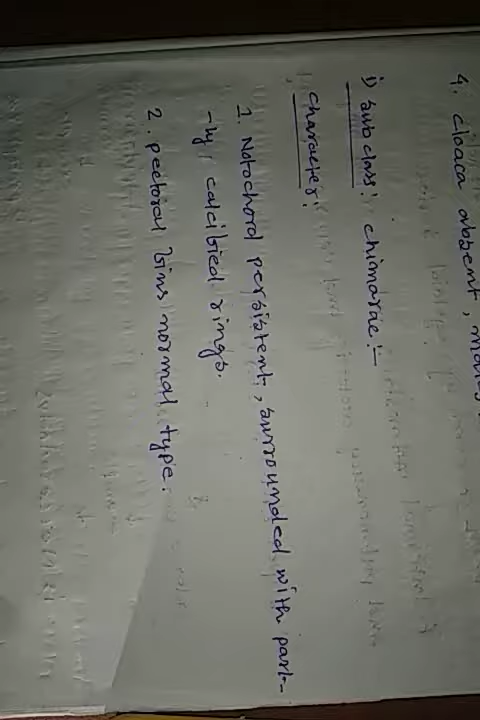 4. cloaca absent,
i) sub class: chimarae:-
character:
1. Notochord persistent, surrounded with part-
-ly, calcified rings.
2. pectoral fins normal type.